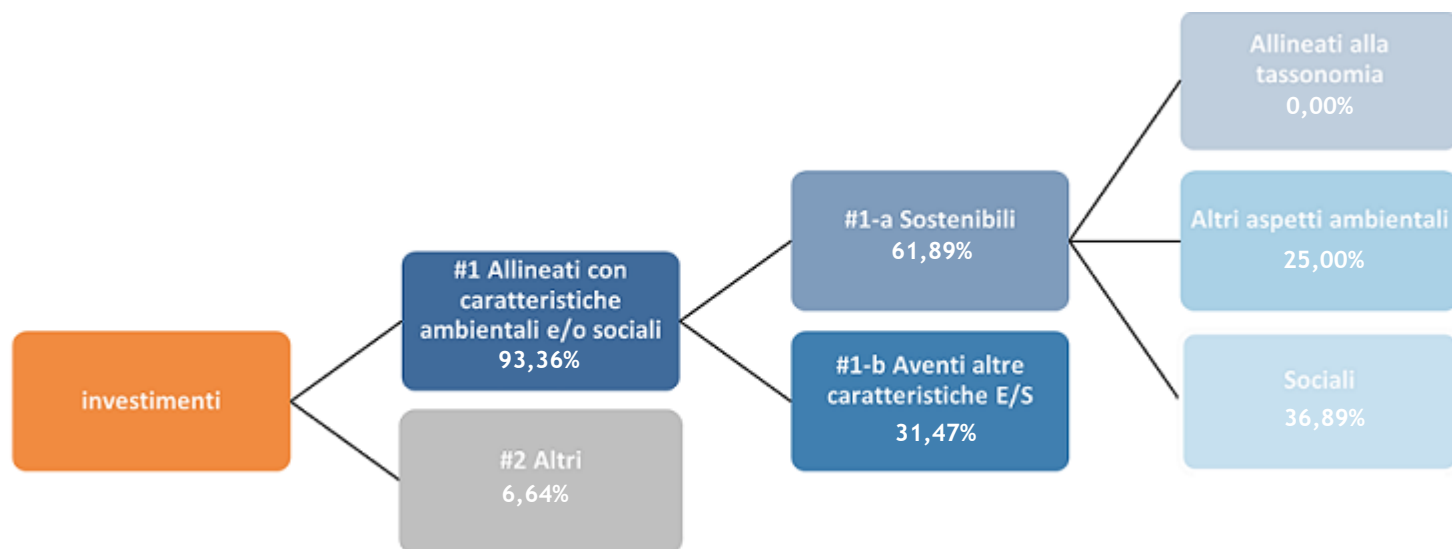 investimenti
#1 Allineati con
caratteristiche
ambientali e/o sociali
93,36%
#2 Altri
6,64%
#1-a Sostenibili
61,89%
#1-b Aventi altre
caratteristiche E/S
31,47%
Allineati alla
tassonomia
0,00%
Altri aspetti ambientali
25,00%
Sociali
36,89%